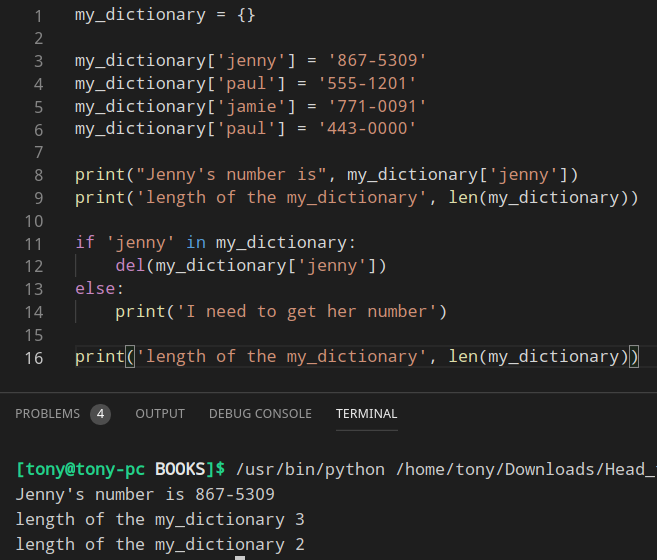 1 my_dictionary = {}
2
3 my_dictionary['jenny'] = '867-5309'
4 my_dictionary['paul'] = '555-1201'
5 my_dictionary['jamie'] = '771-0091'
6 my_dictionary['paul'] = '443-0000'
7
8 print("Jenny's number is", my_dictionary['jenny'])
9 print('length of the my_dictionary', len(my_dictionary))
10
11 if 'jenny' in my_dictionary:
12     del(my_dictionary['jenny'])
13 else:
14     print('I need to get her number')
15
16 print('length of the my_dictionary', len(my_dictionary))
PROBLEMS 4 OUTPUT DEBUG CONSOLE TERMINAL
[tony@tony-pc BOOKS]$ /usr/bin/python /home/tony/Downloads/Head_
Jenny's number is 867-5309
length of the my_dictionary 3
length of the my_dictionary 2